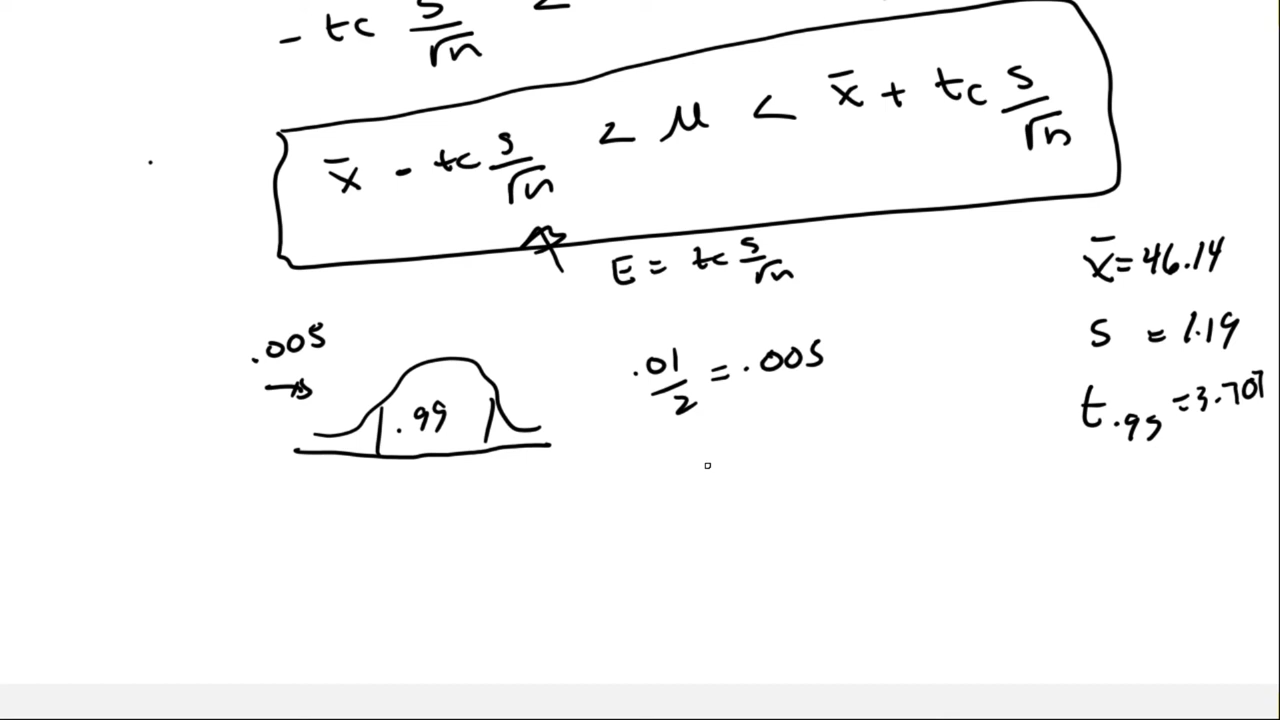 - tc s/√n <
x̄ - tc s/√n < μ < x̄ + tc s/√n
E = tc s/√n
x̄ = 46.14
s = 1.19
t.99 = 3.707
.005
.99
.01/2 = .005